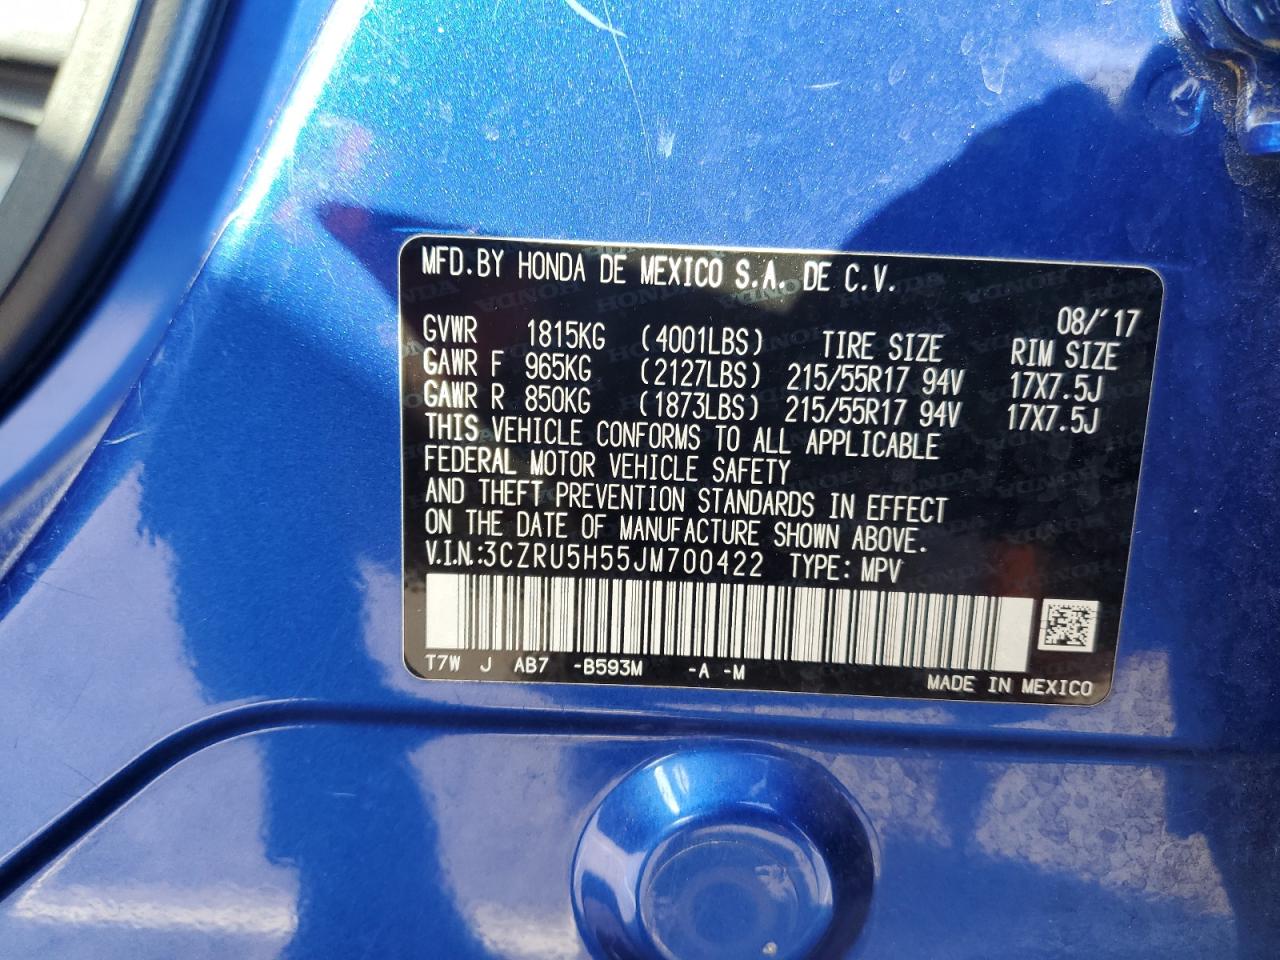 MFD.BY HONDA DE MEXICO S.A. DE C.V.
08/'17
GVWR 1815KG (4001LBS) TIRE SIZE RIM SIZE
GAWR F 965KG (2127LBS) 215/55R17 94V 17X7.5J
GAWR R 850KG (1873LBS) 215/55R17 94V 17X7.5J
THIS VEHICLE CONFORMS TO ALL APPLICABLE
FEDERAL MOTOR VEHICLE SAFETY
AND THEFT PREVENTION STANDARDS IN EFFECT
ON THE DATE OF MANUFACTURE SHOWN ABOVE.
V.I.N.:3CZRU5H55JM700422 TYPE: MPV
T7W J AB7 -B593M -A -M
MADE IN MEXICO